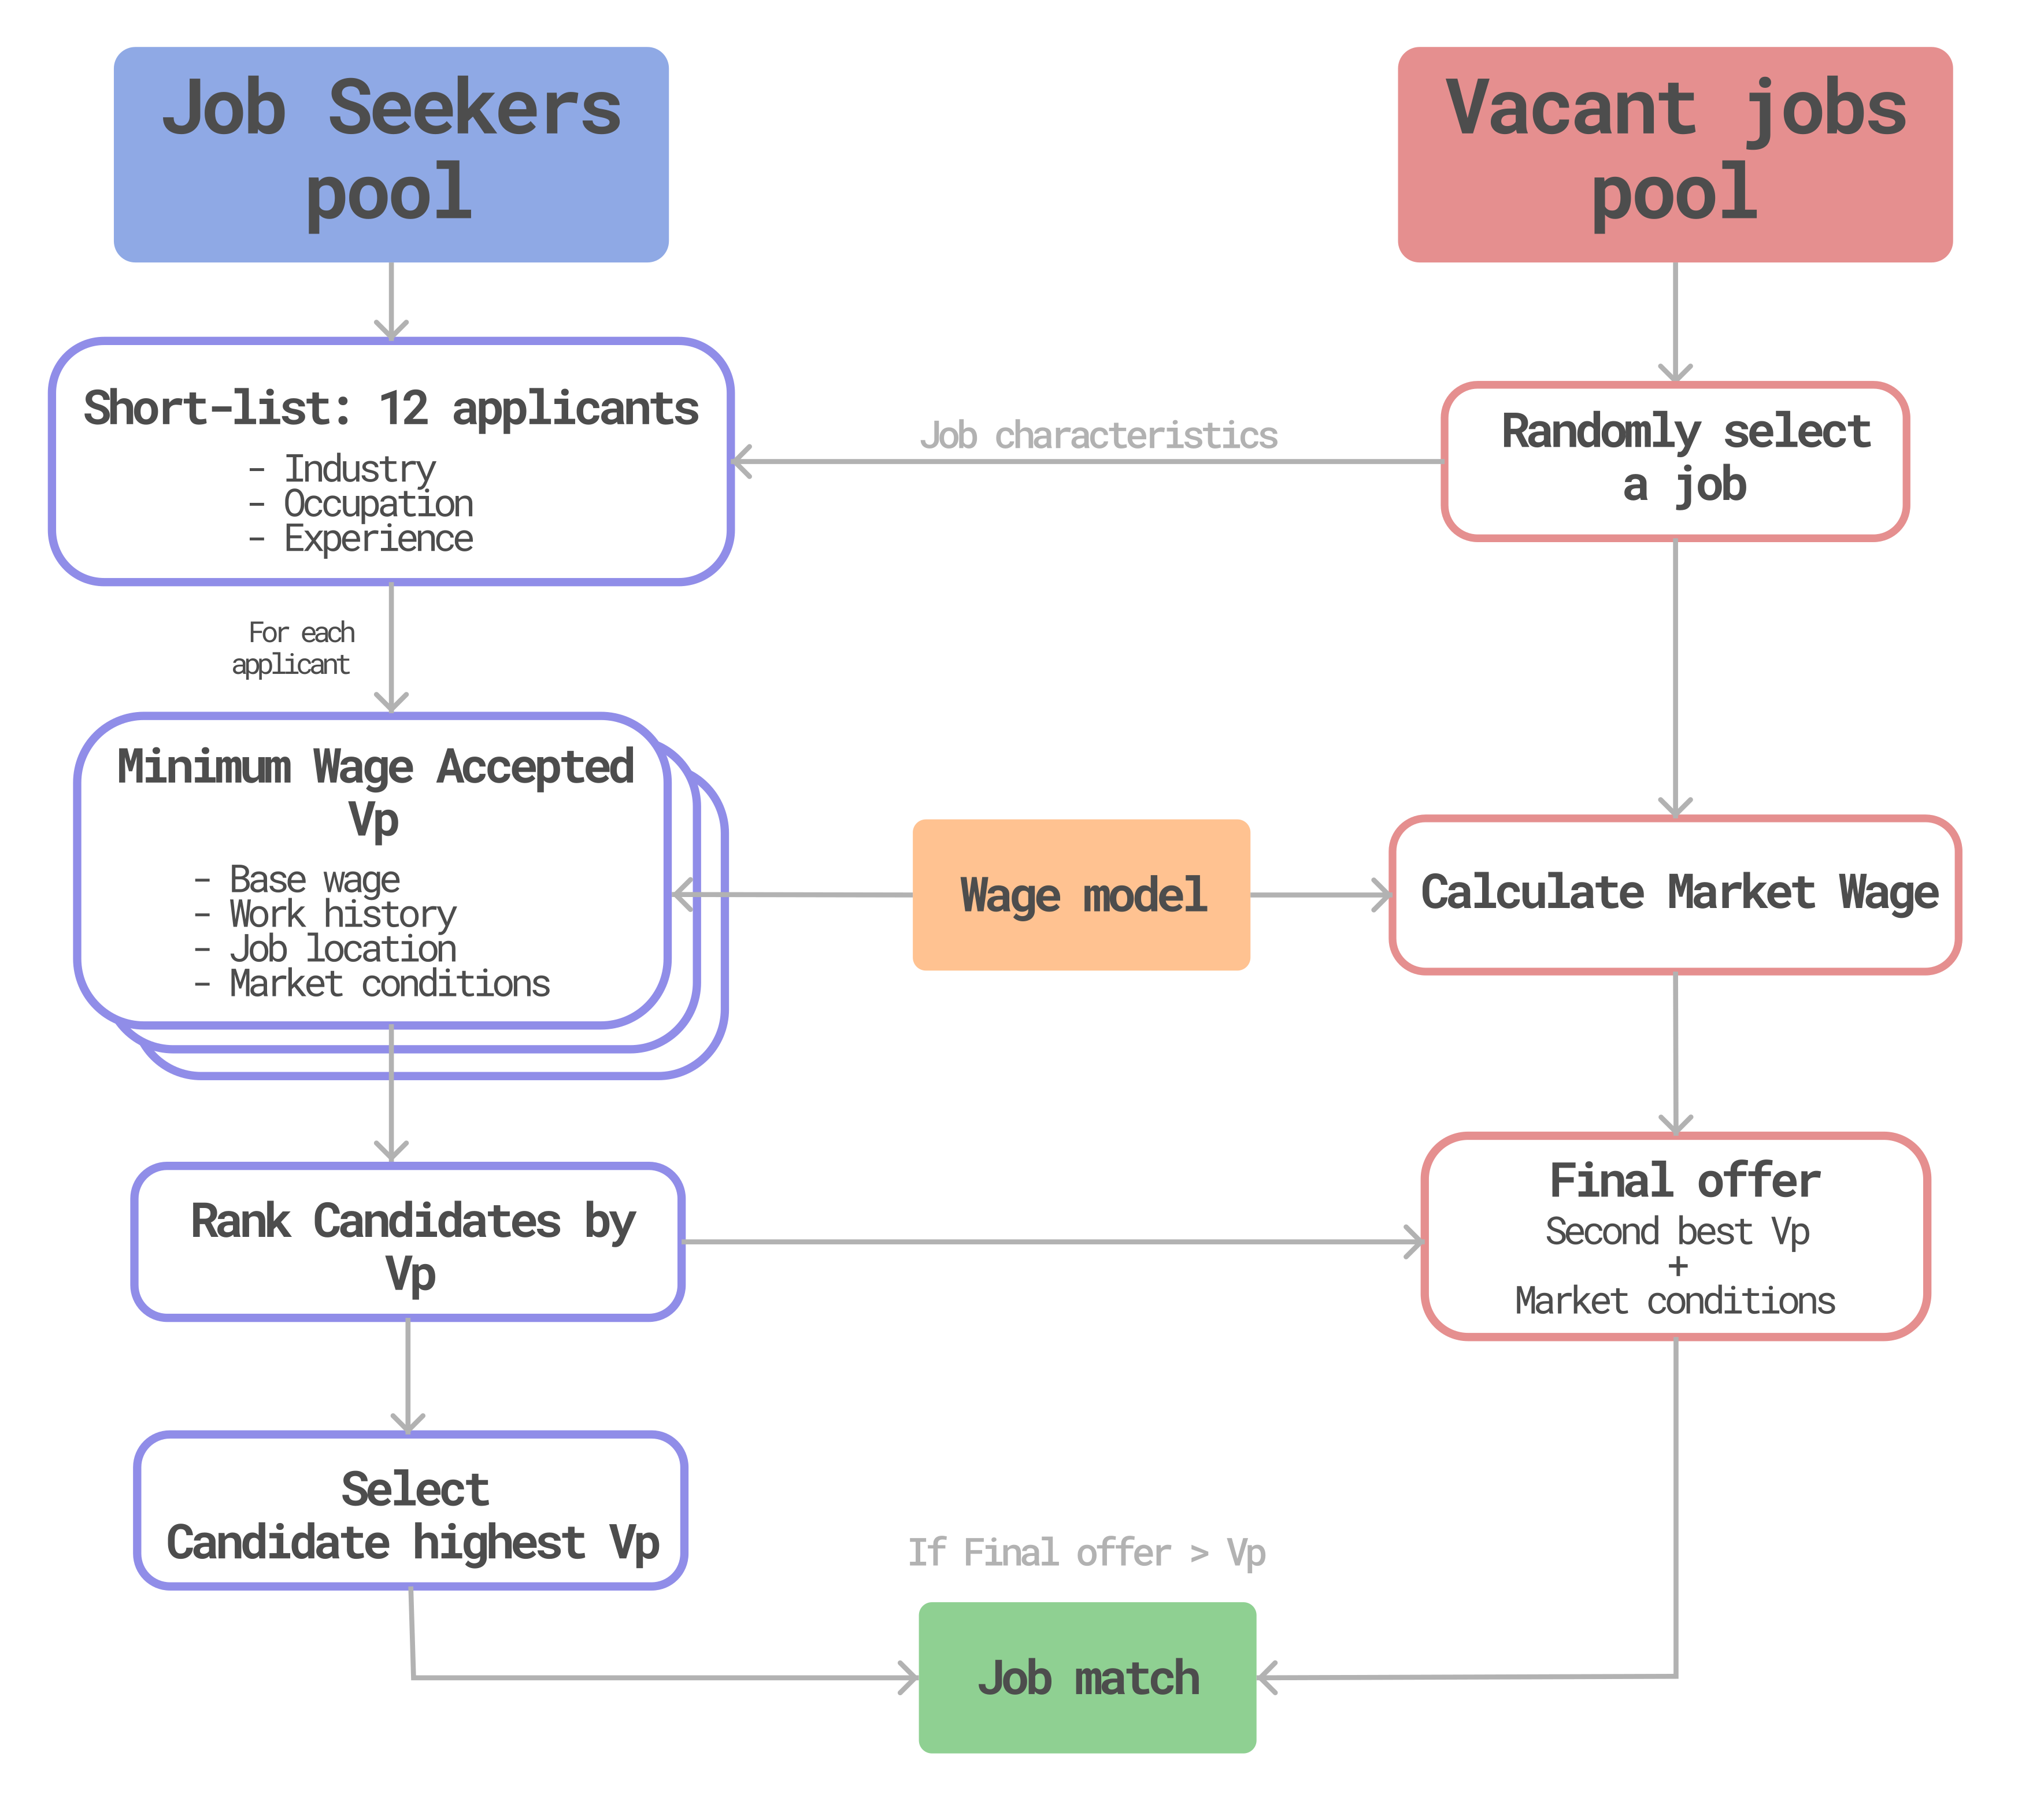 Job Seekers
pool
Vacant jobs
pool
Short-list: 12 applicants
- Industry
- Occupation
- Experience
Job characteristics
Randomly select
a job
For each
applicant
Minimum Wage Accepted
Vp
- Base wage
- Work history
- Job location
- Market conditions
Wage model
Calculate Market Wage
Rank Candidates by
Vp
Final offer
Second best Vp
+
Market conditions
Select
Candidate highest Vp
If Final offer > Vp
Job match